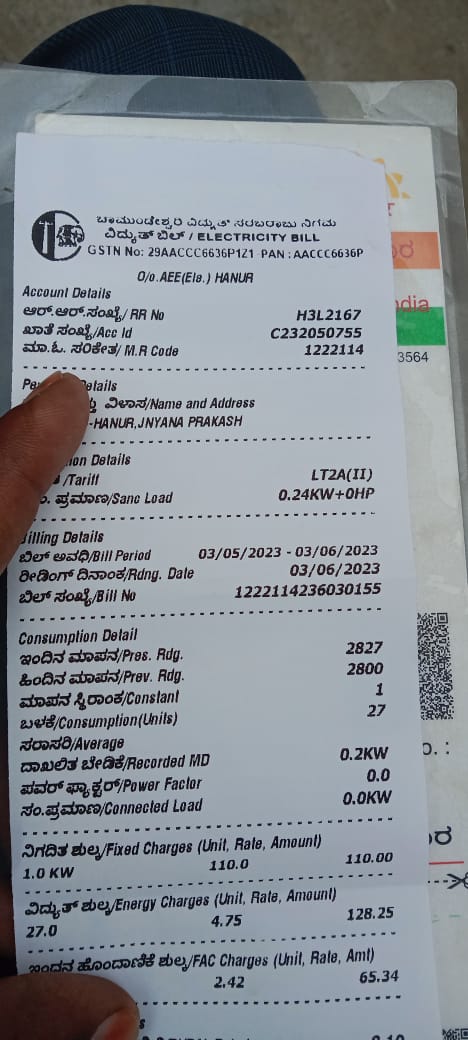 ಚಾಮುಂಡೇಶ್ವರಿ ವಿದ್ಯುತ್ ಸರಬರಾಜು ನಿಗಮ
ವಿದ್ಯುತ್ ಬಿಲ್ / ELECTRICITY BILL
GSTN No: 29AACCC6636P1Z1 PAN : AACCC6636P
O/o.AEE(Ele.) HANUR
Account Details
ಆರ್.ಆರ್.ಸಂಖ್ಯೆ/ RR No H3L2167
ಖಾತೆ ಸಂಖ್ಯೆ/Acc Id C232050755
ಮಾ.ಓ. ಸಂಕೇತ/ M.R Code 1222114
etails
ವಿಳಾಸ/Name and Address
-HANUR,JNYANA PRAKASH
ion Details
/Tariff LT2A(II)
ಪ್ರಮಾಣ/Sanc Load 0.24KW+0HP
Billing Details
ಬಿಲ್ ಅವಧಿ/Bill Period 03/05/2023 - 03/06/2023
ರೀಡಿಂಗ್ ದಿನಾಂಕ/Rdng. Date 03/06/2023
ಬಿಲ್ ಸಂಖ್ಯೆ/Bill No 1222114236030155
Consumption Detail
ಇಂದಿನ ಮಾಪನ/Pres. Rdg. 2827
ಹಿಂದಿನ ಮಾಪನ/Prev. Rdg. 2800
ಮಾಪನ ಸ್ಥಿರಾಂಕ/Constant 1
ಬಳಕೆ/Consumption(Units) 27
ಸರಾಸರಿ/Average
ದಾಖಲಿತ ಬೇಡಿಕೆ/Recorded MD 0.2KW
ಪವರ್ ಫ್ಯಾಕ್ಟರ್/Power Factor 0.0
ಸಂ.ಪ್ರಮಾಣ/Connected Load 0.0KW
ನಿಗದಿತ ಶುಲ್ಕ/Fixed Charges (Unit, Rate, Amount)
1.0 KW 110.0 110.00
ವಿದ್ಯುತ್ ಶುಲ್ಕ/Energy Charges (Unit, Rate, Amount)
27.0 4.75 128.25
ಇಂಧನ ಹೊಂದಾಣಿಕೆ ಶುಲ್ಕ/FAC Charges (Unit, Rate, Amt)
2.42 65.34
ndia
3564